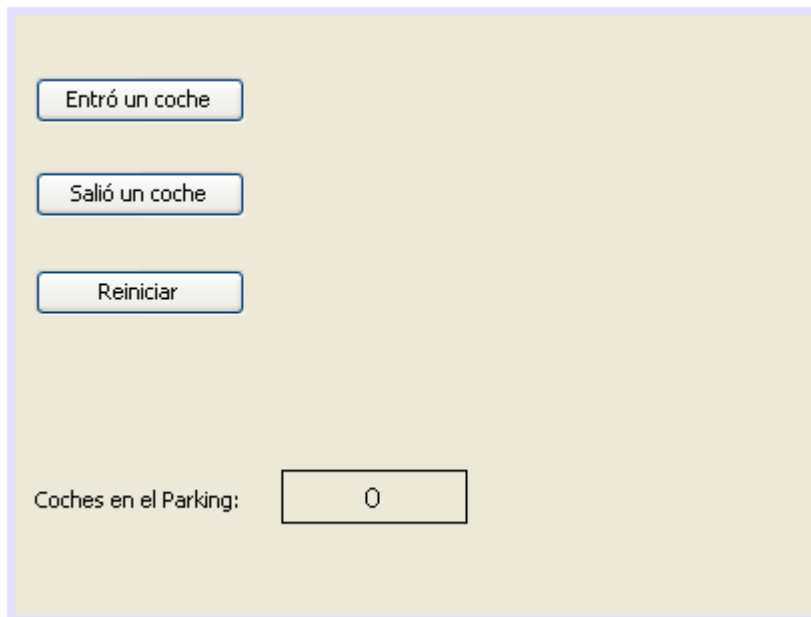 Entró un coche
Salió un coche
Reiniciar
Coches en el Parking: 0